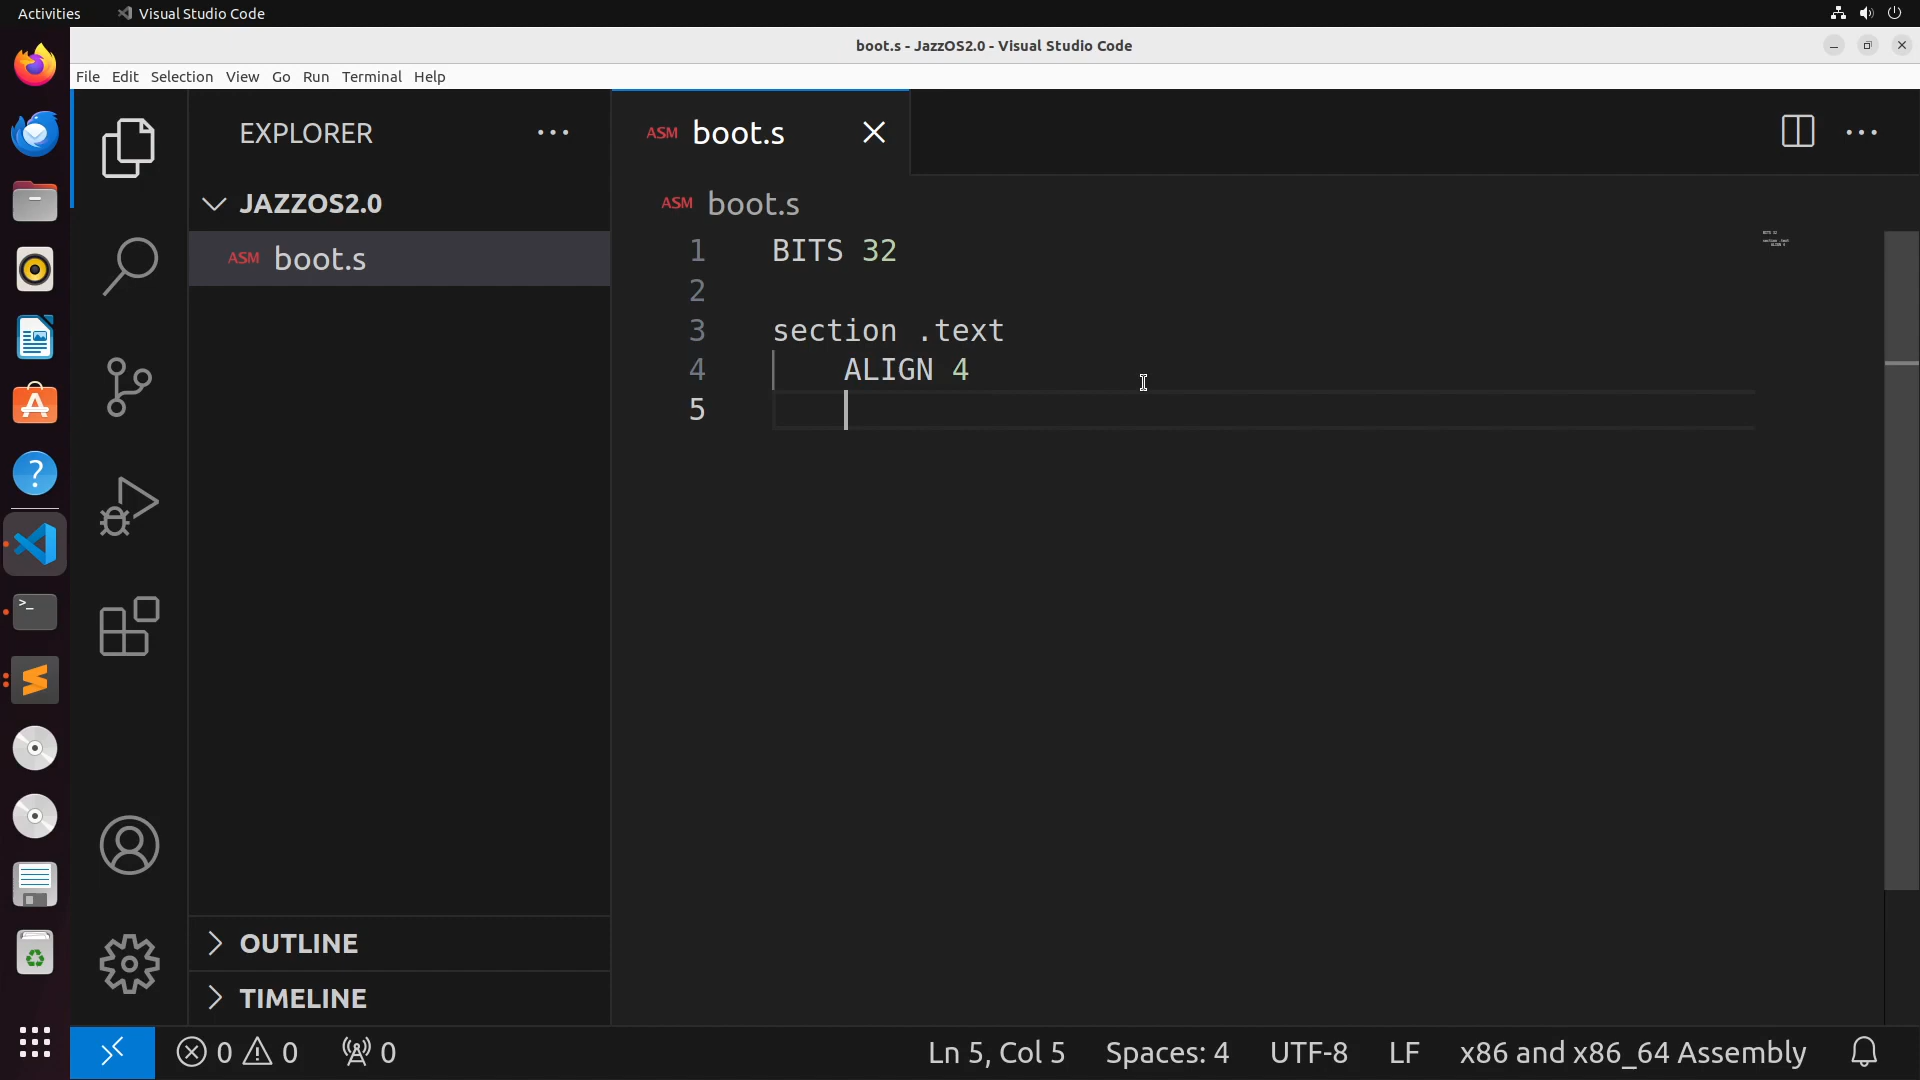 Activities
Visual Studio Code
boot.s - JazzOS2.0 - Visual Studio Code
File Edit Selection View Go Run Terminal Help
EXPLORER
JAZZOS2.0
ASM boot.s
ASM boot.s
ASM boot.s
1 BITS 32
2
3 section .text
4 ALIGN 4
5
OUTLINE
TIMELINE
0 0 0
Ln 5, Col 5 Spaces: 4 UTF-8 LF x86 and x86_64 Assembly